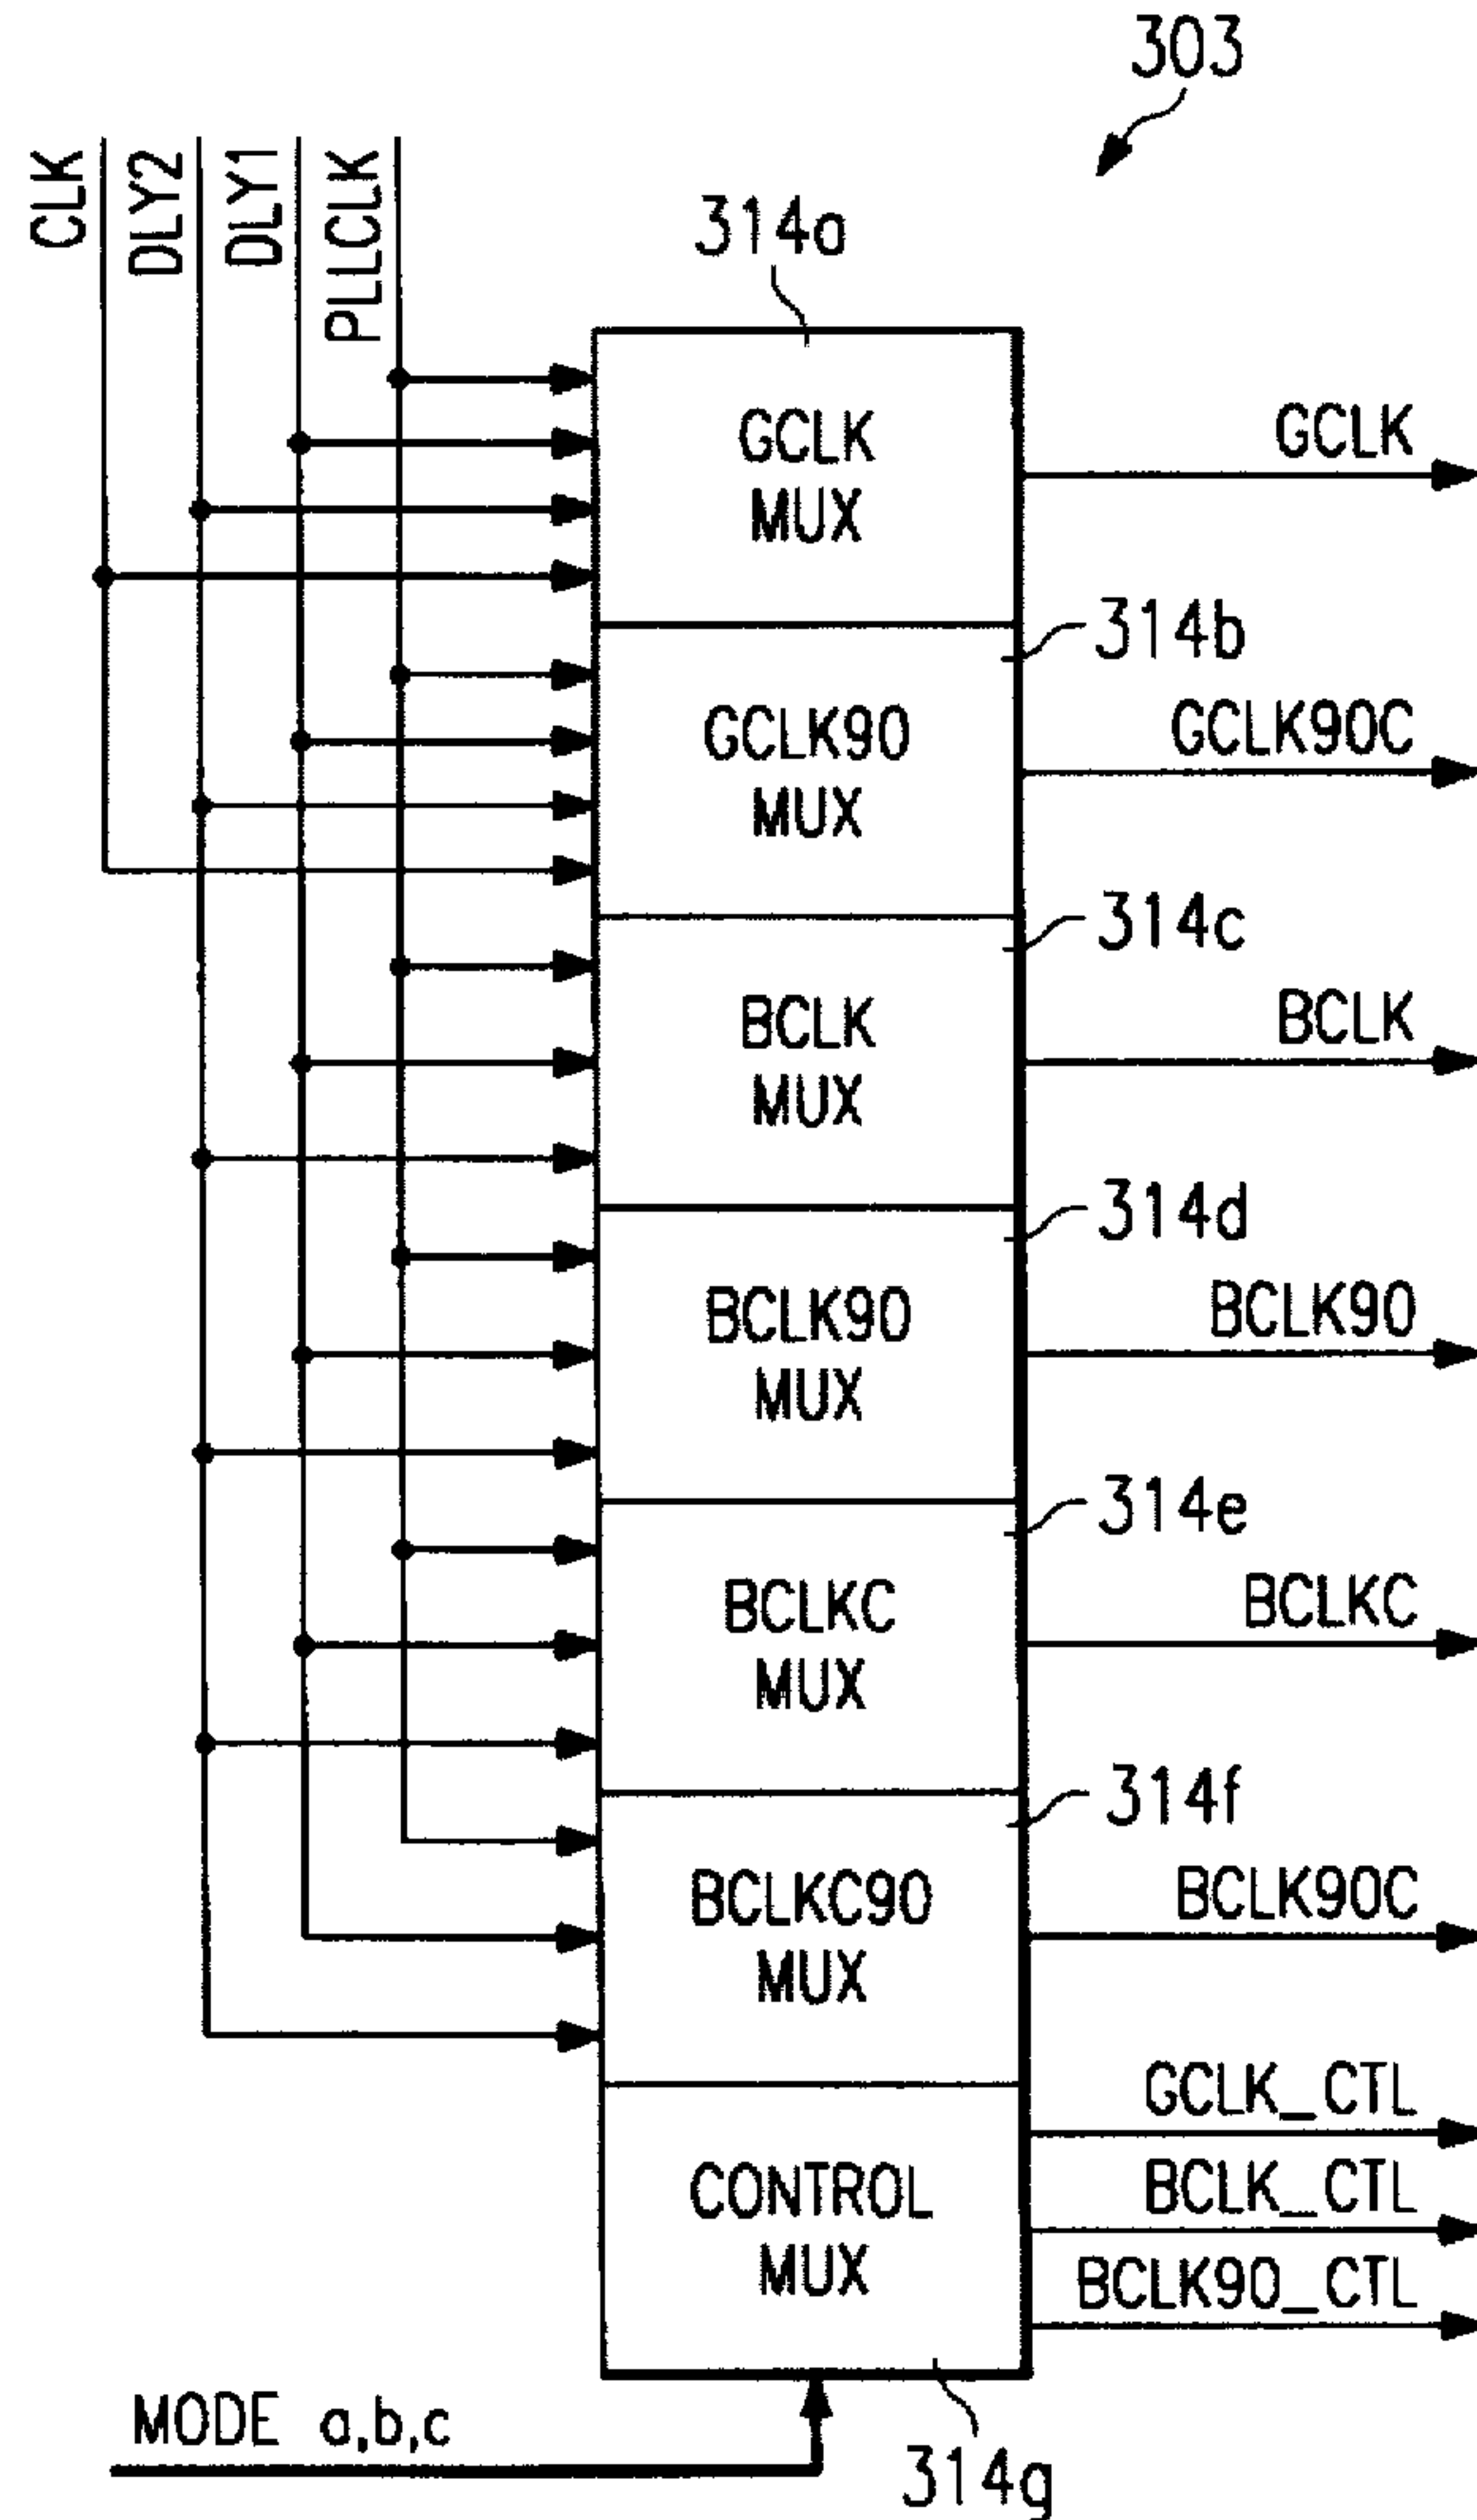 303
CLK
DLY2
DLY1
PLLCLK
314a
GCLK
MUX
GCLK
314b
GCLK90
MUX
GCLK90C
314c
BCLK
MUX
BCLK
314d
BCLK90
MUX
BCLK90
314e
BCLKC
MUX
BCLKC
314f
BCLKC90
MUX
BCLK90C
GCLK_CTL
CONTROL
MUX
BCLK_CTL
BCLK90_CTL
MODE a,b,c
314g